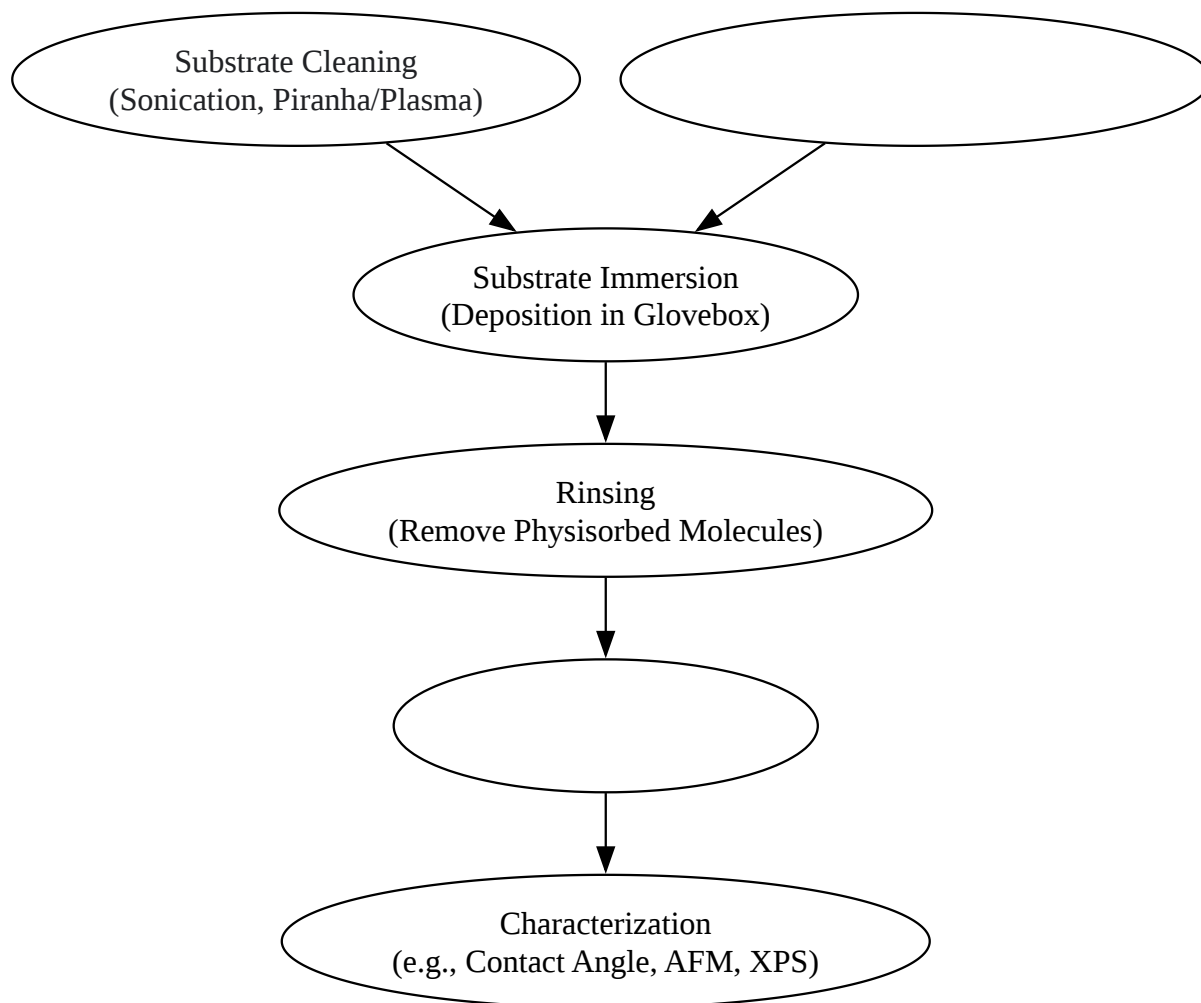 Substrate Cleaning
(Sonication, Piranha/Plasma)
Substrate Immersion
(Deposition in Glovebox)
Rinsing
(Remove Physisorbed Molecules)
Characterization
(e.g., Contact Angle, AFM, XPS)